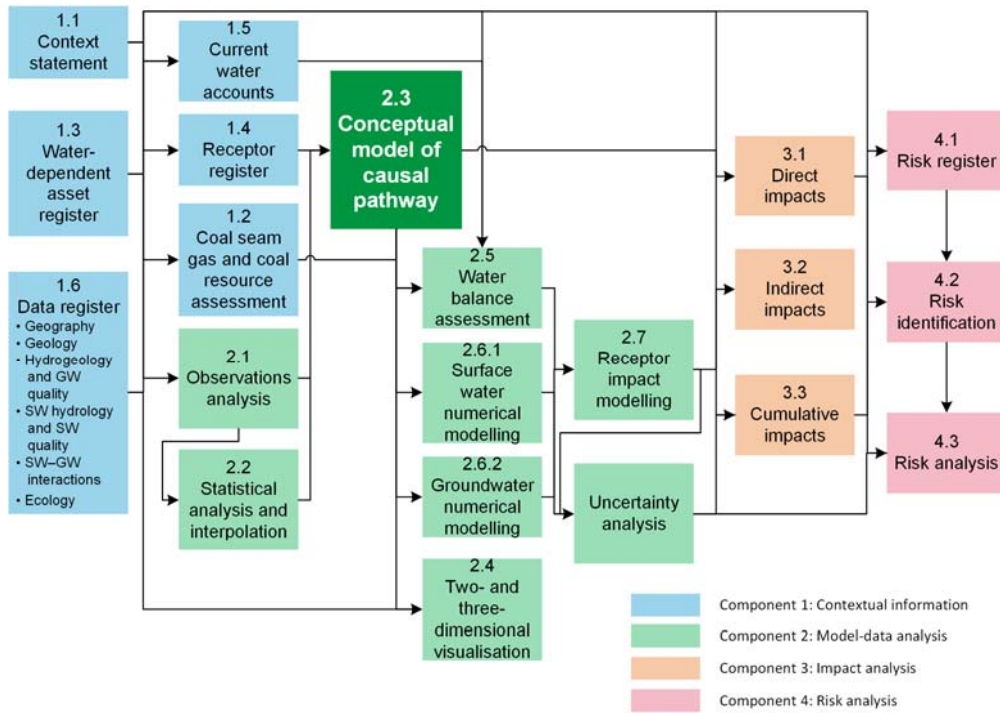 1.1
Context
statement
1.3
Water-
dependent
asset
register
1.6
Data register
• Geography
• Geology
- Hydrogeology
and GW
quality
• SW hydrology
and SW
quality
• SW–GW
interactions
• Ecology
1.5
Current
water
accounts
1.4
Receptor
register
1.2
Coal seam
gas and coal
resource
assessment
2.1
Observations
analysis
2.2
Statistical
analysis and
interpolation
2.3
Conceptual
model of
causal
pathway
2.5
Water
balance
assessment
2.6.1
Surface
water
numerical
modelling
2.6.2
Groundwater
numerical
modelling
2.4
Two- and
three-
dimensional
visualisation
2.7
Receptor
impact
modelling
Uncertainty
analysis
3.1
Direct
impacts
3.2
Indirect
impacts
3.3
Cumulative
impacts
4.1
Risk register
4.2
Risk
identification
4.3
Risk analysis
Component 1: Contextual information
Component 2: Model-data analysis
Component 3: Impact analysis
Component 4: Risk analysis